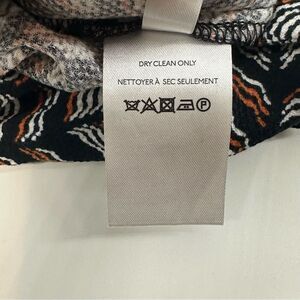 DRY CLEAN ONLY
NETTOYER À SEC SEULEMENT
P